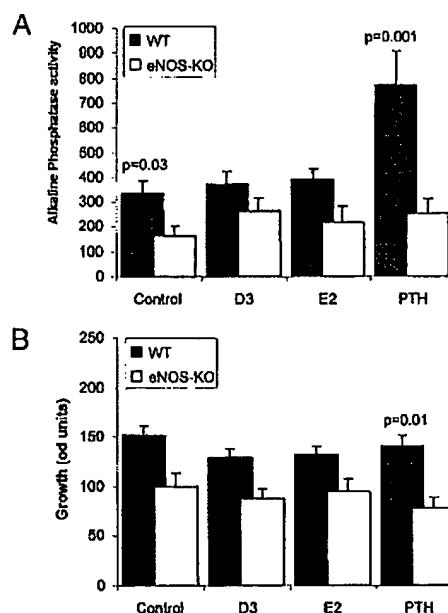 A
WT
eNOS-KO
p=0.001
1000
900
800
700
600
500
400
300
200
100
0
p=0.03
Alkaline Phosphatase activity
Control D3 E2 PTH
B
WT
eNOS-KO
p=0.01
250
200
150
100
50
0
Growth (od units)
Control D3 E2 PTH